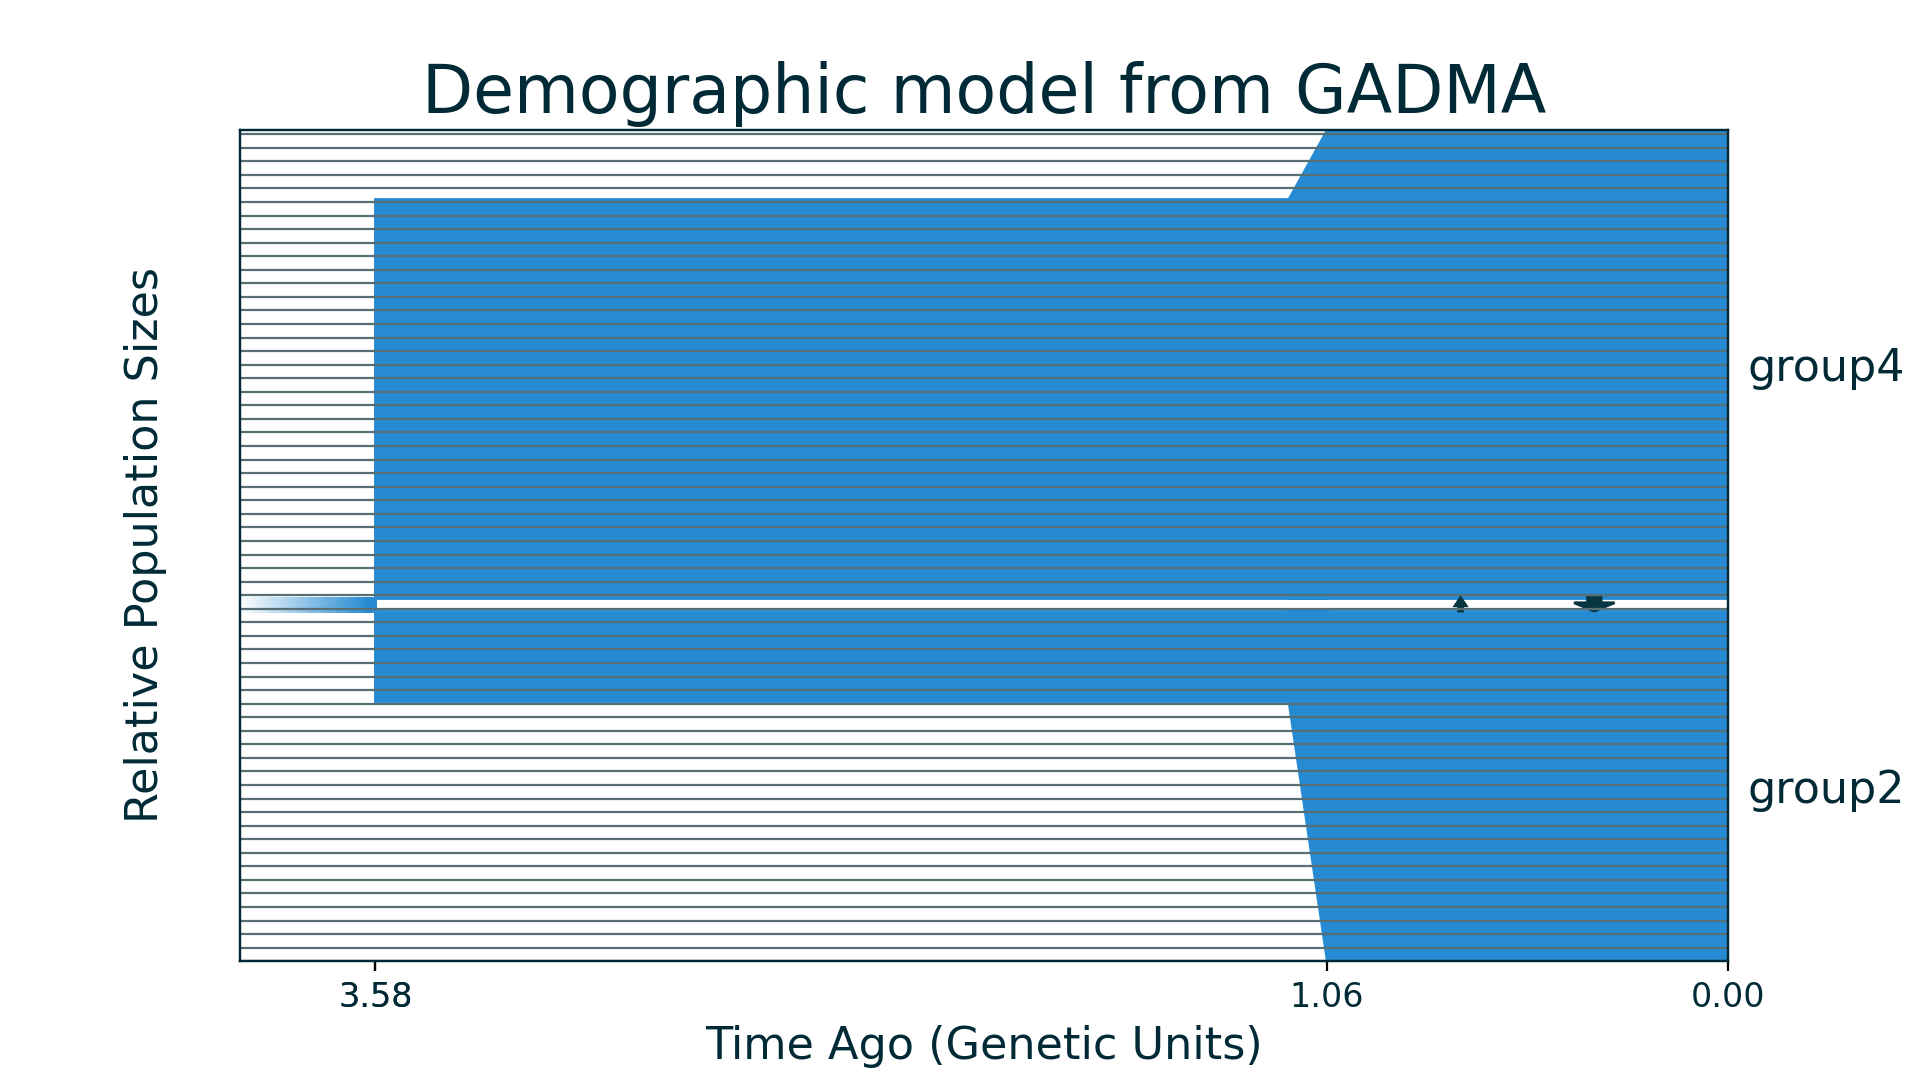 Demographic model from GADMA
Relative Population Sizes
group4
group2
3.58
1.06
0.00
Time Ago (Genetic Units)